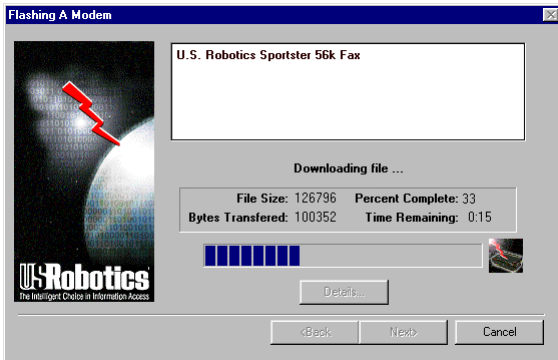 Flashing A Modem
U.S. Robotics Sportster 56k Fax
Downloading file ...
File Size: 126796 Percent Complete: 33
Bytes Transfered: 100352 Time Remaining: 0:15
USRobotics
The Intelligent Choice in Information Access
Details...
<Back Next> Cancel